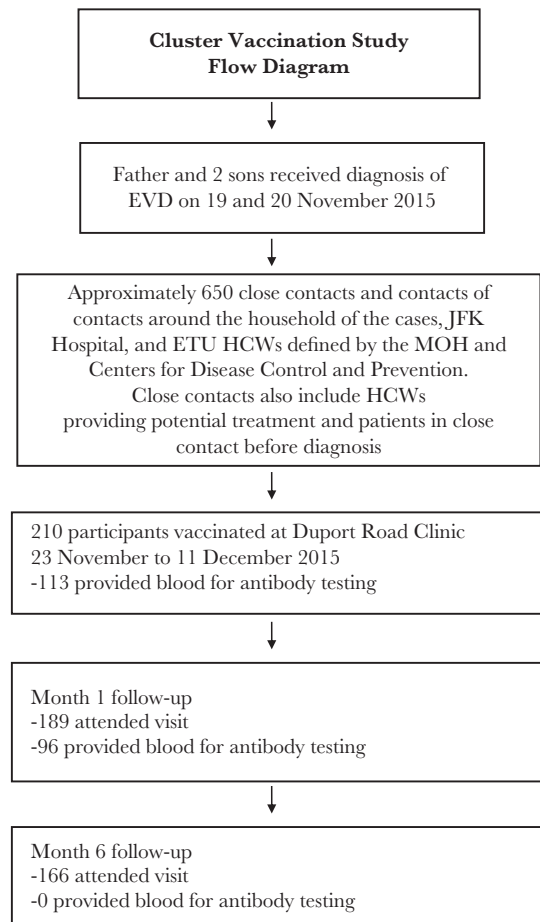 Cluster Vaccination Study
Flow Diagram
Father and 2 sons received diagnosis of
EVD on 19 and 20 November 2015
Approximately 650 close contacts and contacts of
contacts around the household of the cases, JFK
Hospital, and ETU HCWs defined by the MOH and
Centers for Disease Control and Prevention.
Close contacts also include HCWs
providing potential treatment and patients in close
contact before diagnosis
210 participants vaccinated at Duport Road Clinic
23 November to 11 December 2015
-113 provided blood for antibody testing
Month 1 follow-up
-189 attended visit
-96 provided blood for antibody testing
Month 6 follow-up
-166 attended visit
-0 provided blood for antibody testing